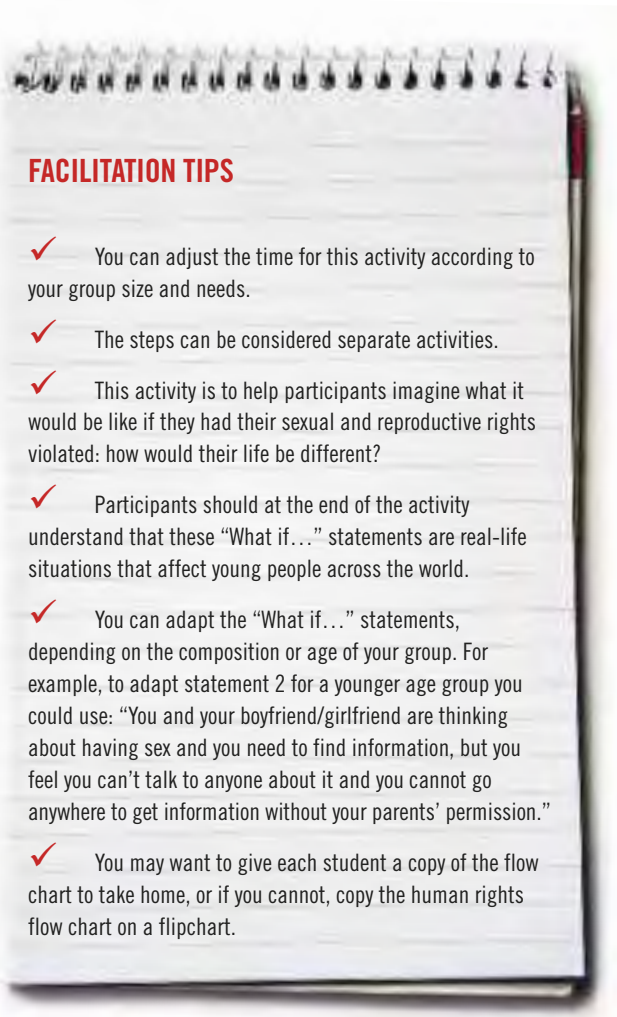 FACILITATION TIPS
✓ You can adjust the time for this activity according to
your group size and needs.
✓ The steps can be considered separate activities.
✓ This activity is to help participants imagine what it
would be like if they had their sexual and reproductive rights
violated: how would their life be different?
✓ Participants should at the end of the activity
understand that these “What if…” statements are real-life
situations that affect young people across the world.
✓ You can adapt the “What if…” statements,
depending on the composition or age of your group. For
example, to adapt statement 2 for a younger age group you
could use: “You and your boyfriend/girlfriend are thinking
about having sex and you need to find information, but you
feel you can’t talk to anyone about it and you cannot go
anywhere to get information without your parents’ permission.”
✓ You may want to give each student a copy of the flow
chart to take home, or if you cannot, copy the human rights
flow chart on a flipchart.